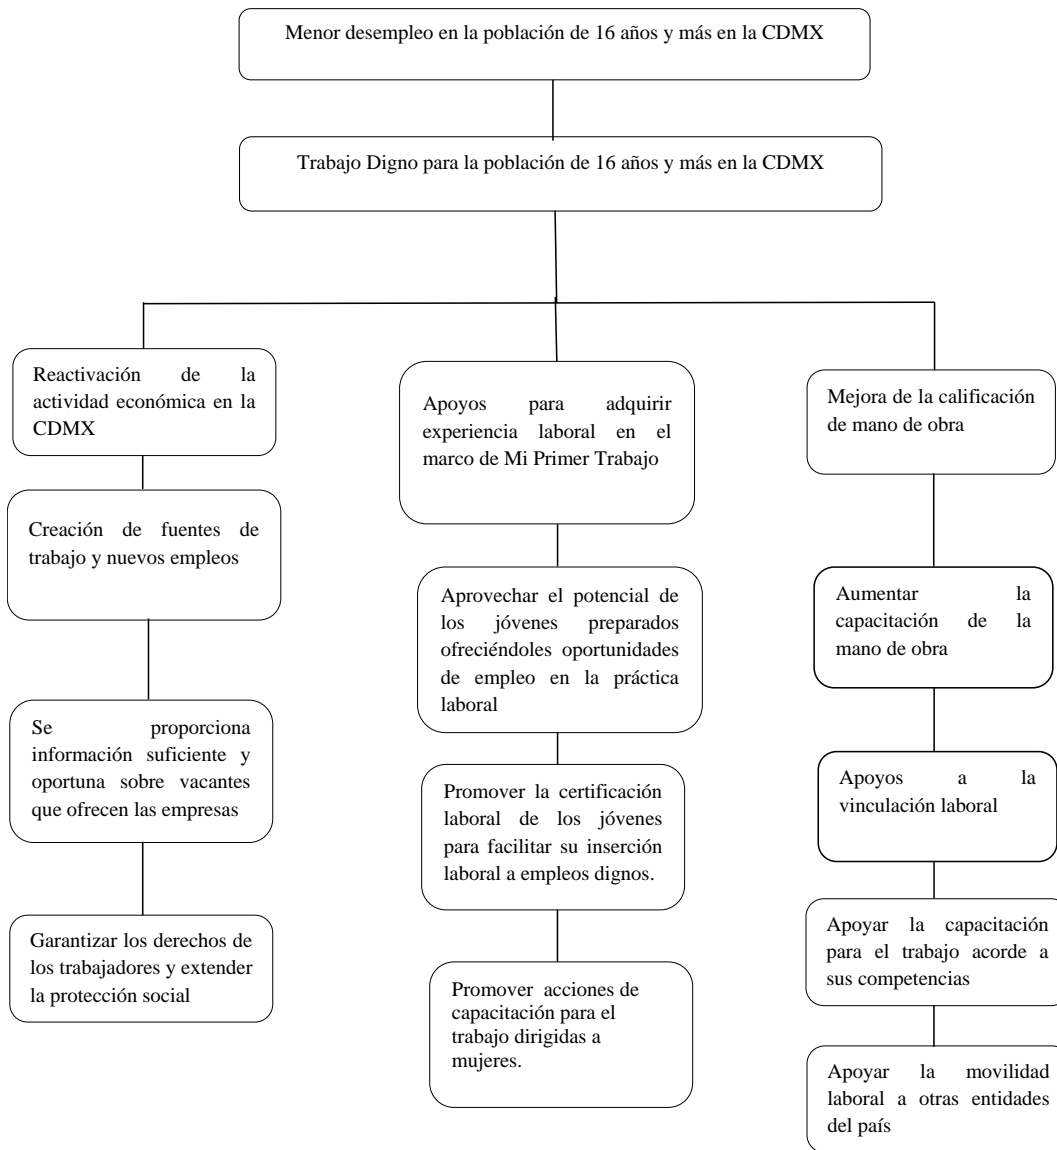 Menor desempleo en la población de 16 años y más en la CDMX
Trabajo Digno para la población de 16 años y más en la CDMX
Reactivación de la
actividad económica en la
CDMX
Creación de fuentes de
trabajo y nuevos empleos
Se proporciona
información suficiente y
oportuna sobre vacantes
que ofrecen las empresas
Garantizar los derechos de
los trabajadores y extender
la protección social
Apoyos para adquirir
experiencia laboral en el
marco de Mi Primer Trabajo
Aprovechar el potencial de
los jóvenes preparados
ofreciéndoles oportunidades
de empleo en la práctica
laboral
Promover la certificación
laboral de los jóvenes
para facilitar su inserción
laboral a empleos dignos.
Promover acciones de
capacitación para el
trabajo dirigidas a
mujeres.
Mejora de la calificación
de mano de obra
Aumentar la
capacitación de la
mano de obra
Apoyos a la
vinculación laboral
Apoyar la capacitación
para el trabajo acorde a
sus competencias
Apoyar la movilidad
laboral a otras entidades
del país